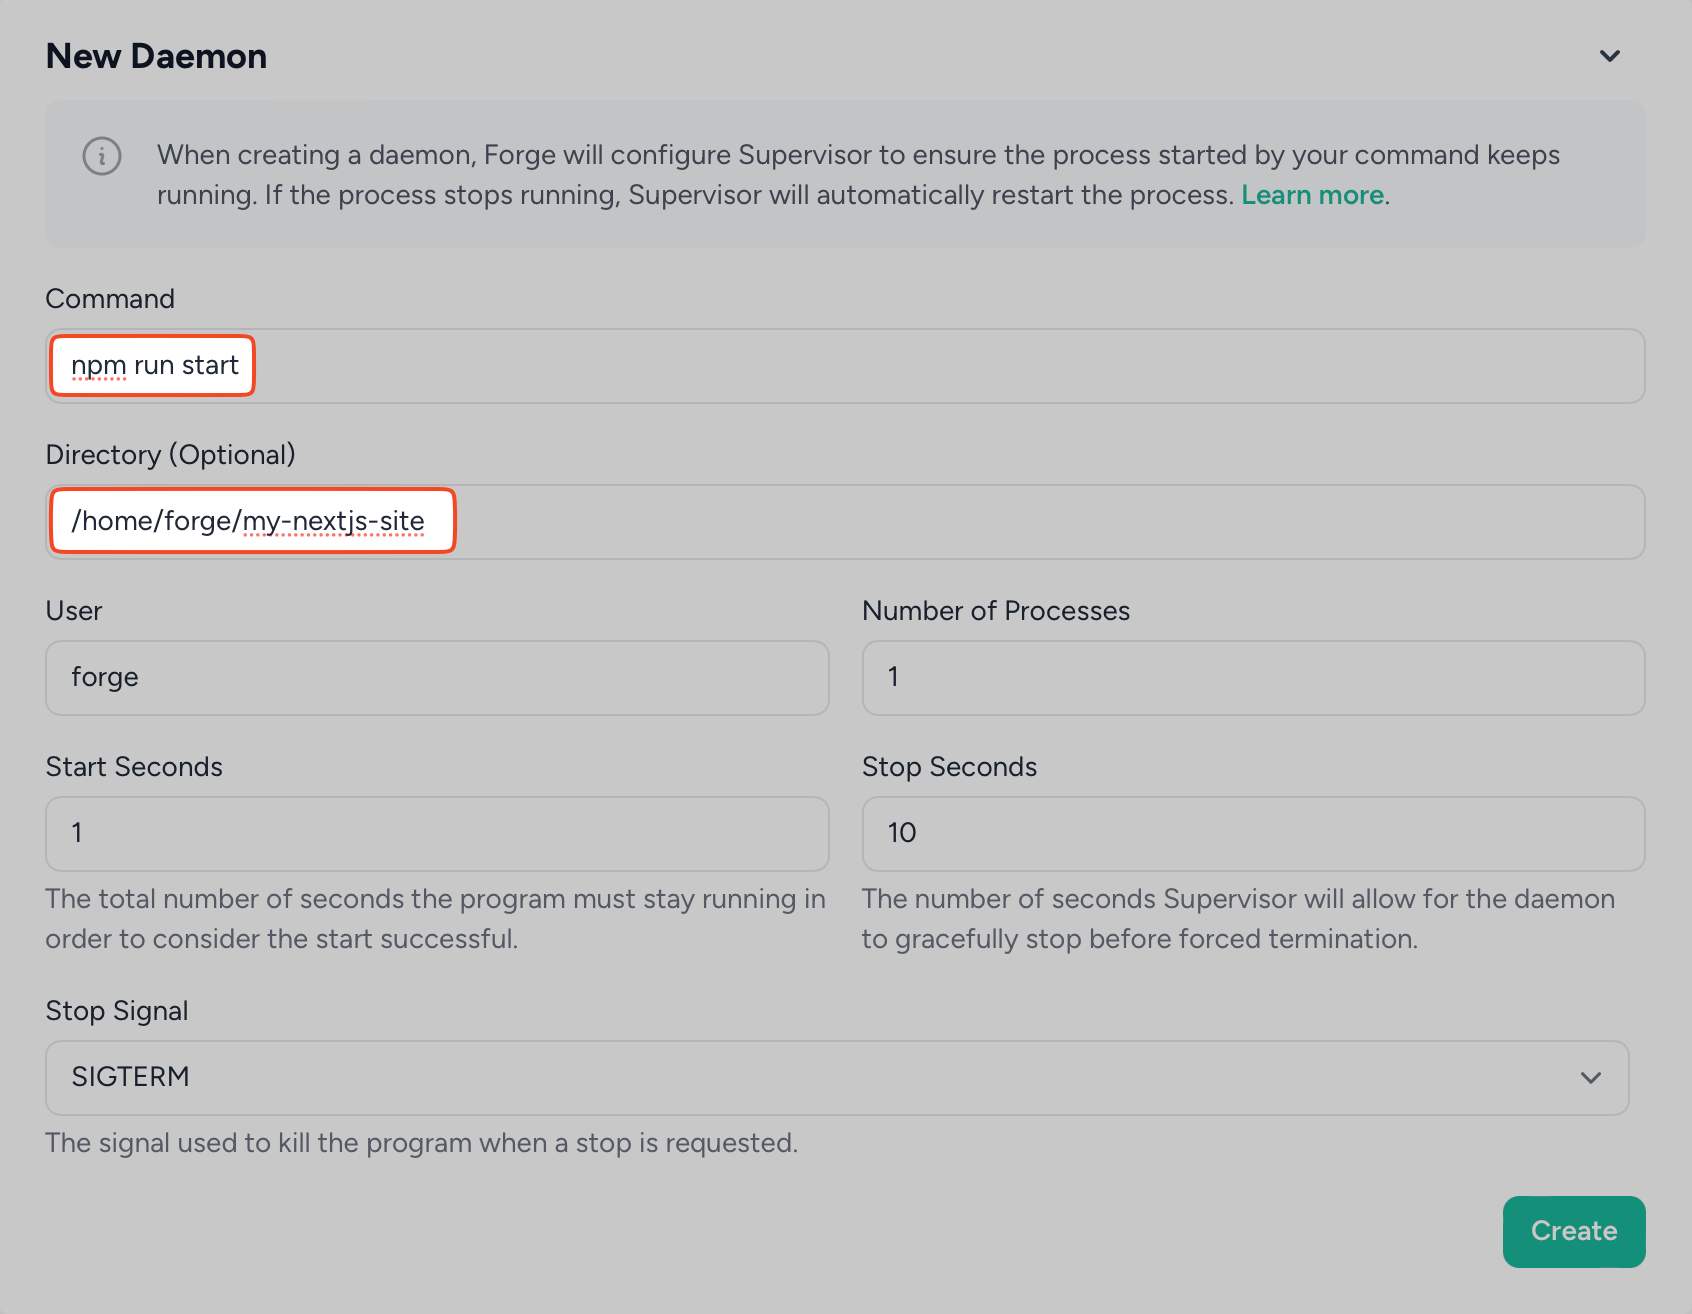 New Daemon
When creating a daemon, Forge will configure Supervisor to ensure the process started by your command keeps
running. If the process stops running, Supervisor will automatically restart the process. Learn more.
Command
npm run start
Directory (Optional)
/home/forge/my-nextjs-site
User
Number of Processes
forge
1
Start Seconds
Stop Seconds
1
10
The total number of seconds the program must stay running in
order to consider the start successful.
The number of seconds Supervisor will allow for the daemon
to gracefully stop before forced termination.
Stop Signal
SIGTERM
The signal used to kill the program when a stop is requested.
Create